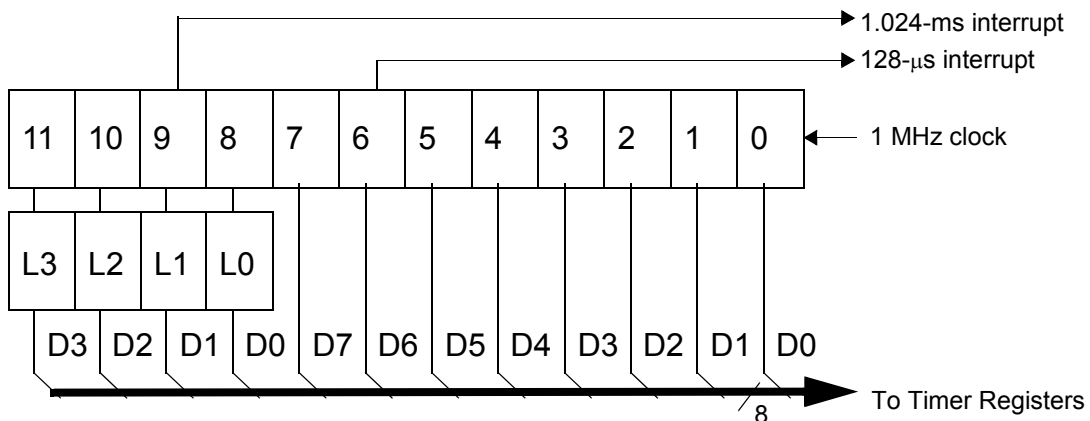 1.024-ms interrupt
128-μs interrupt
11 10 9 8 7 6 5 4 3 2 1 0
1 MHz clock
L3 L2 L1 L0
D3 D2 D1 D0 D7 D6 D5 D4 D3 D2 D1 D0
8
To Timer Registers